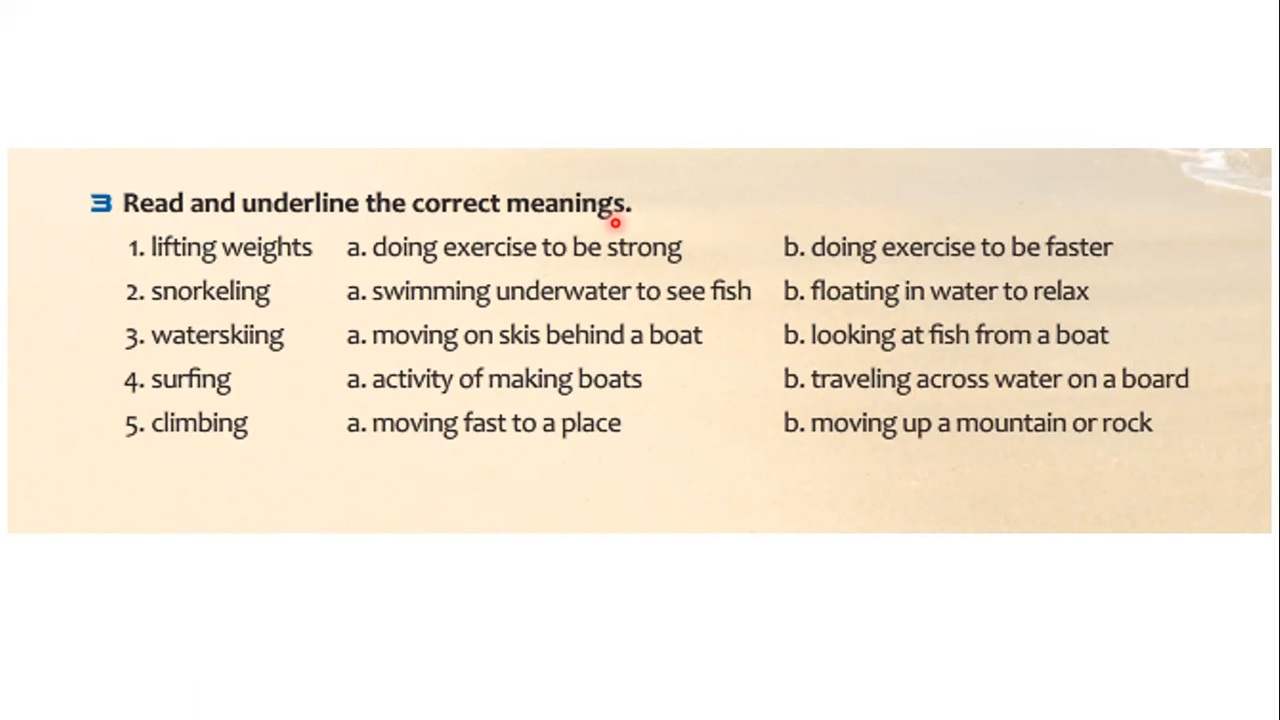 3 Read and underline the correct meanings.
1. lifting weights a. doing exercise to be strong b. doing exercise to be faster
2. snorkeling a. swimming underwater to see fish b. floating in water to relax
3. waterskiing a. moving on skis behind a boat b. looking at fish from a boat
4. surfing a. activity of making boats b. traveling across water on a board
5. climbing a. moving fast to a place b. moving up a mountain or rock